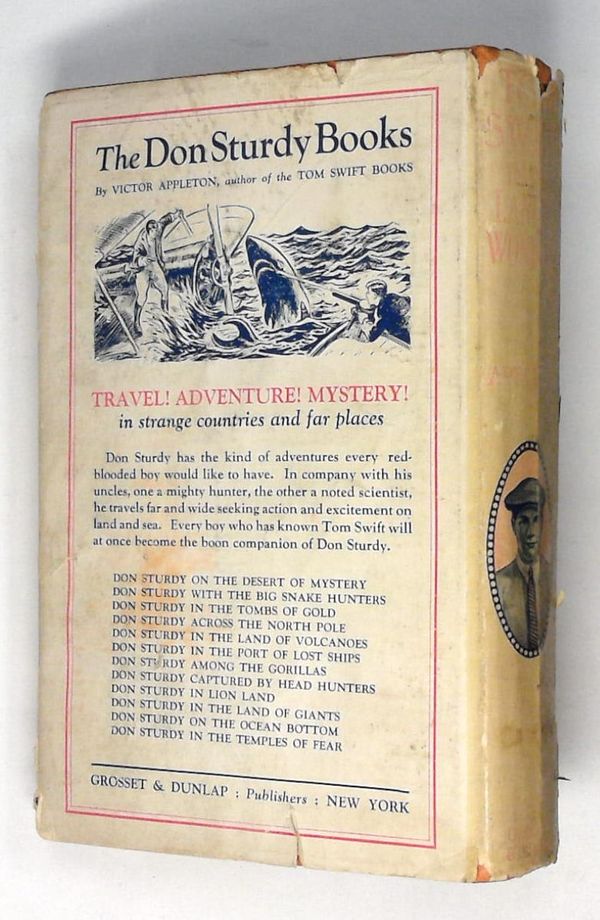 The Don Sturdy Books
By VICTOR APPLETON, author of the TOM SWIFT BOOKS
TRAVEL! ADVENTURE! MYSTERY!
in strange countries and far places
Don Sturdy has the kind of adventures every red-
blooded boy would like to have. In company with his
uncles, one a mighty hunter, the other a noted scientist,
he travels far and wide seeking action and excitement on
land and sea. Every boy who has known Tom Swift will
at once become the boon companion of Don Sturdy.
DON STURDY ON THE DESERT OF MYSTERY
DON STURDY WITH THE BIG SNAKE HUNTERS
DON STURDY IN THE TOMBS OF GOLD
DON STURDY ACROSS THE NORTH POLE
DON STURDY IN THE LAND OF VOLCANOES
DON STURDY IN THE PORT OF LOST SHIPS
DON STURDY AMONG THE GORILLAS
DON STURDY CAPTURED BY HEAD HUNTERS
DON STURDY IN LION LAND
DON STURDY IN THE LAND OF GIANTS
DON STURDY ON THE OCEAN BOTTOM
DON STURDY IN THE TEMPLES OF FEAR
GROSSET & DUNLAP : Publishers : NEW YORK